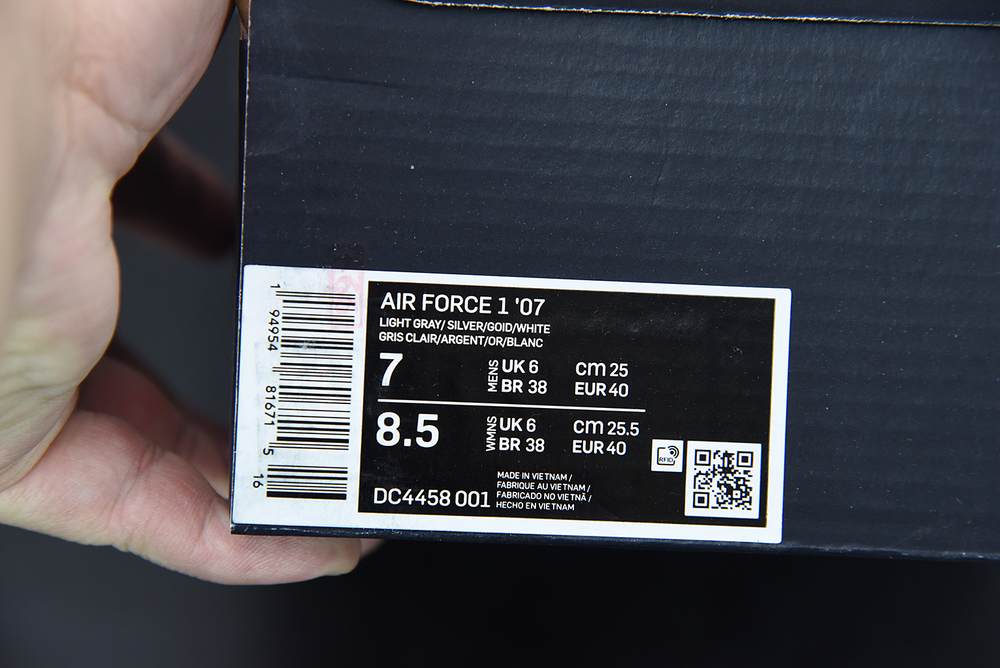 AIR FORCE 1 '07
LIGHT GRAY/ SILVER/GOID/WHITE
GRIS CLAIR/ARGENT/OR/BLANC
7 MENS UK 6 cm 25
BR 38 EUR 40
8.5 WMNS UK 6 cm 25.5
BR 38 EUR 40
RFID
MADE IN VIETNAM /
FABRIQUE AU VIETNAM /
FABRICADO NO VIETNÃ /
HECHO EN VIETNAM
DC4458 001
1 94954 81671 5 16